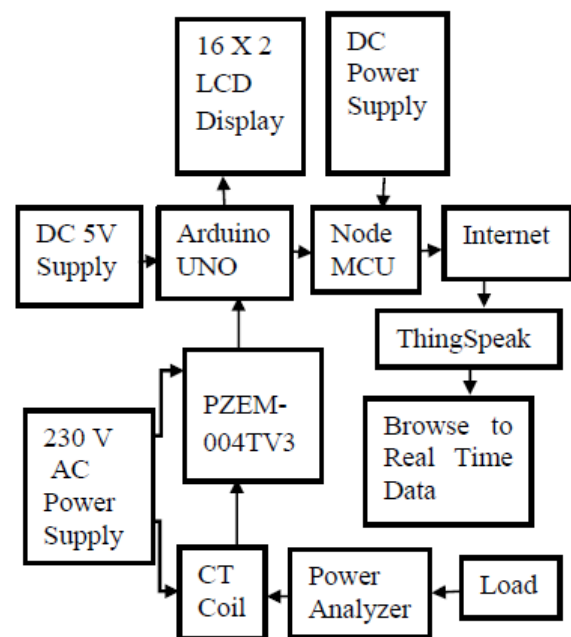 16 X 2
LCD
Display
DC
Power
Supply
DC 5V
Supply
Arduino
UNO
Node
MCU
Internet
ThingSpeak
PZEM-
004TV3
Browse to
Real Time
Data
230 V
AC
Power
Supply
CT
Coil
Power
Analyzer
Load